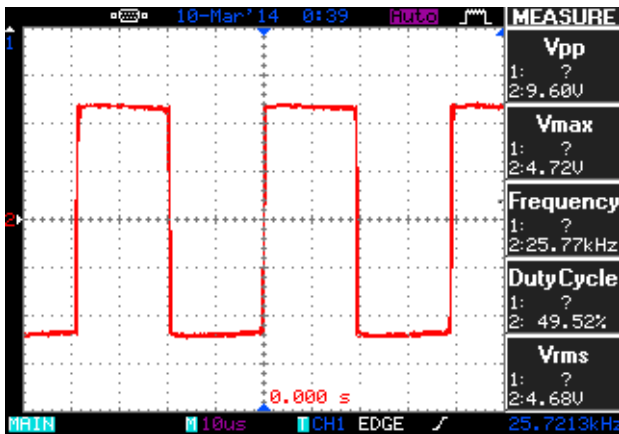 10-Mar'14 0:39 Auto MEASURE
1
Vpp
1: ?
2:9.60V
Vmax
1: ?
2:4.72V
2
Frequency
1: ?
2:25.77kHz
DutyCycle
1: ?
2: 49.52%
Vrms
1: ?
2:4.68V
0.000 s
MAIN M 10us T CH1 EDGE 25.7213kHz